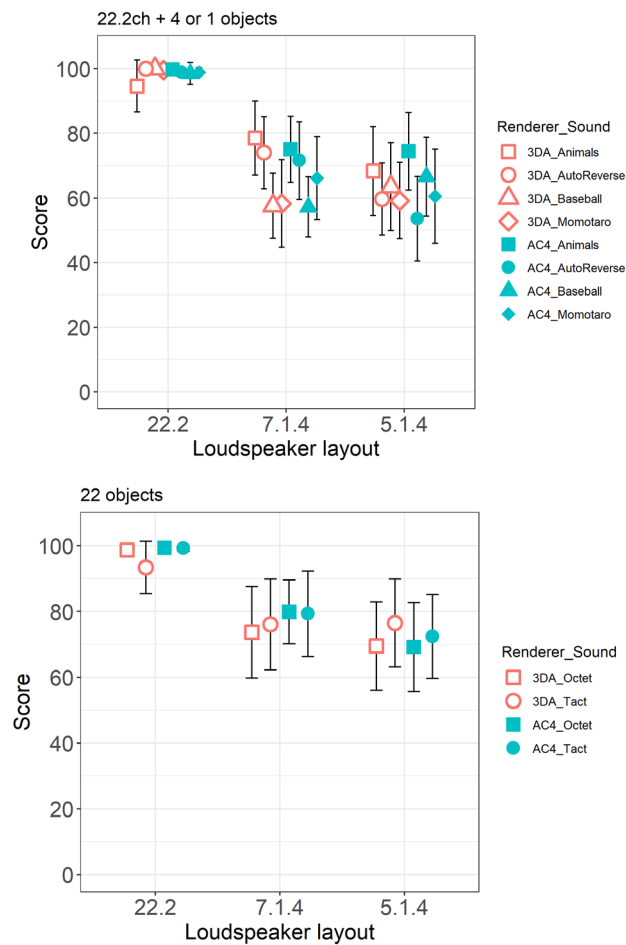 22.2ch + 4 or 1 objects
100
80
60
40
20
0
Score
22.2 7.1.4 5.1.4
Loudspeaker layout
Renderer_Sound
3DA_Animals
3DA_AutoReverse
3DA_Baseball
3DA_Momotaro
AC4_Animals
AC4_AutoReverse
AC4_Baseball
AC4_Momotaro
22 objects
100
80
60
40
20
0
Score
22.2 7.1.4 5.1.4
Loudspeaker layout
Renderer_Sound
3DA_Octet
3DA_Tact
AC4_Octet
AC4_Tact